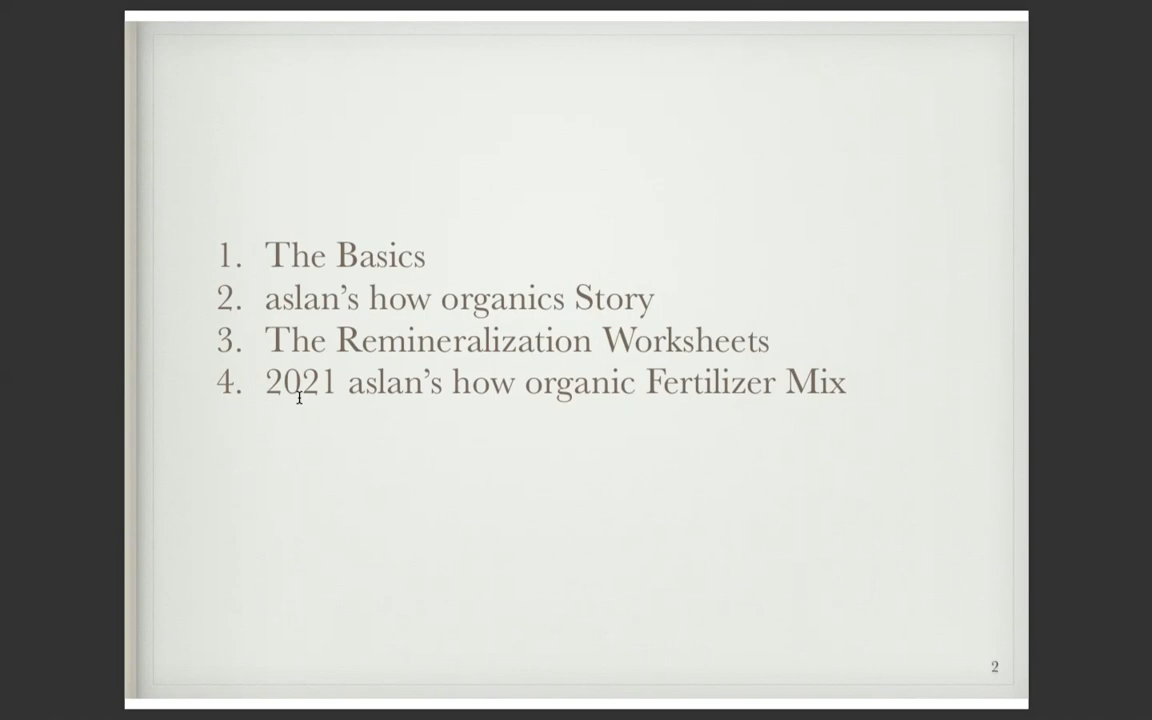 1. The Basics
2. aslan’s how organics Story
3. The Remineralization Worksheets
4. 2021 aslan’s how organic Fertilizer Mix
2